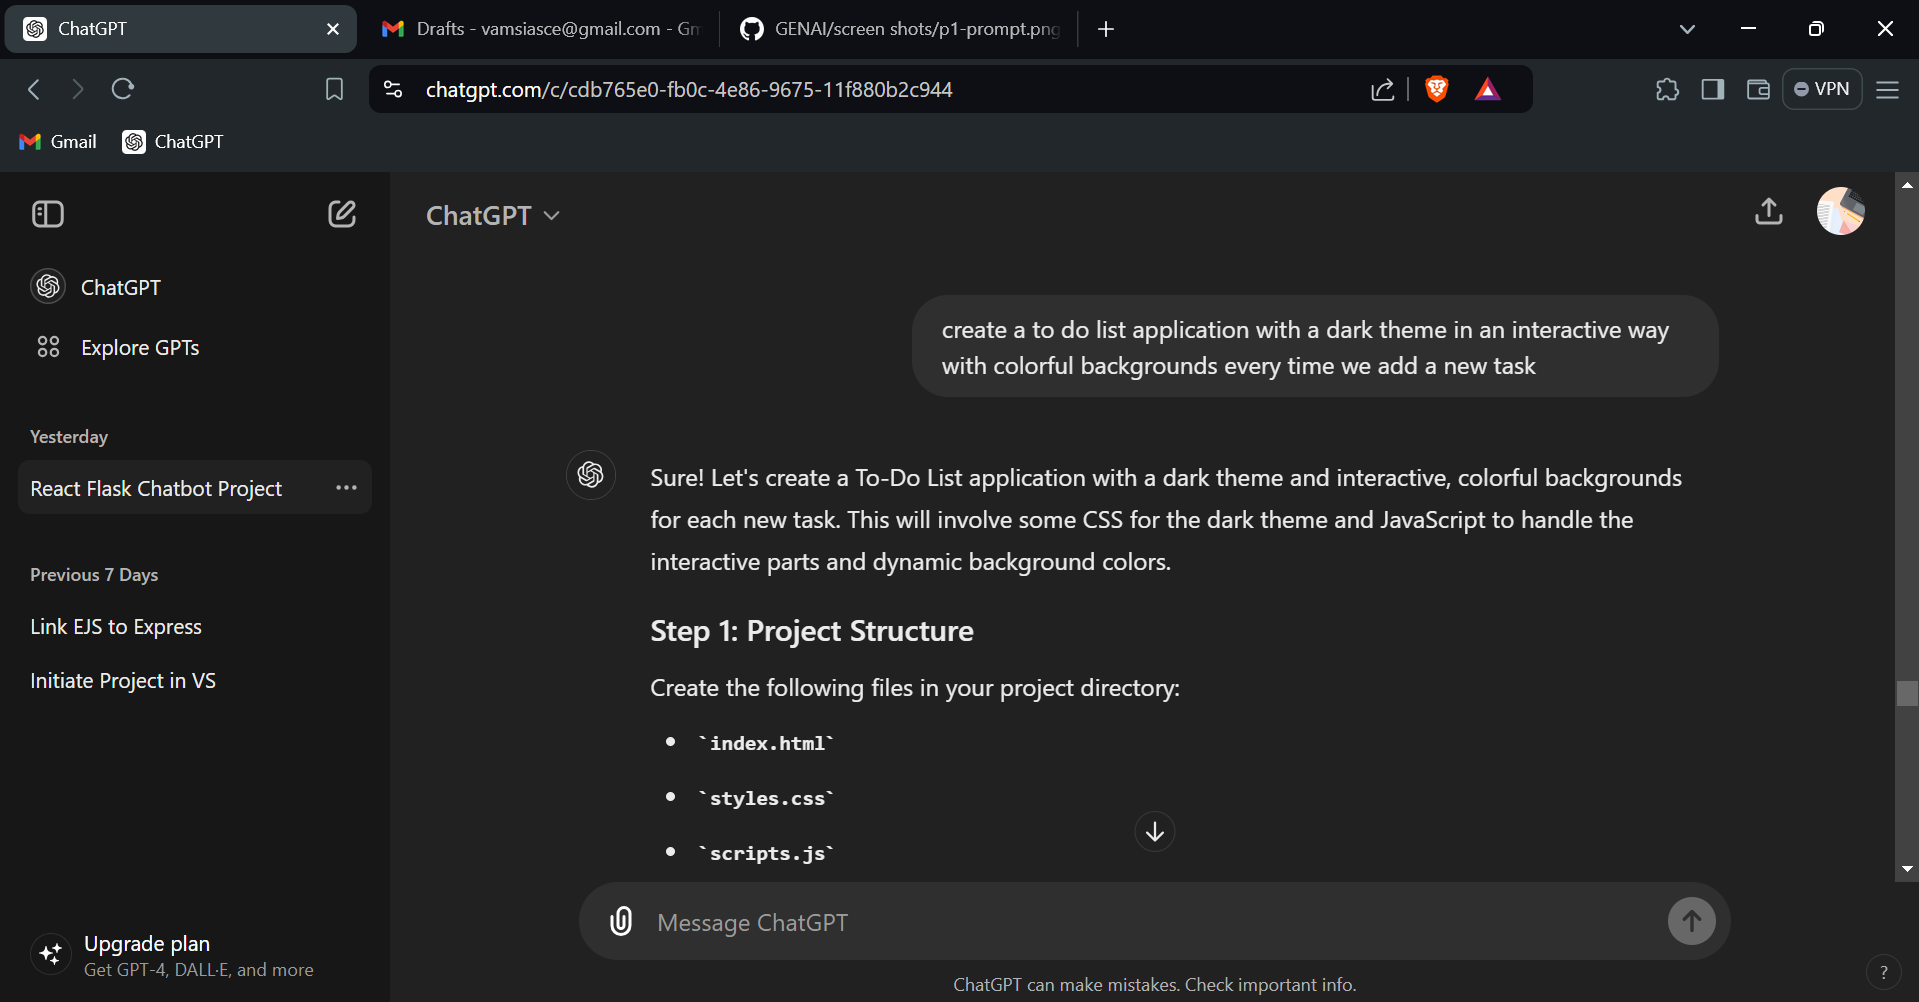 ChatGPT
Drafts - vamsiasce@gmail.com - Gm
GENAI/screen shots/p1-prompt.png
chatgpt.com/c/cdb765e0-fb0c-4e86-9675-11f880b2c944
VPN
Gmail
ChatGPT
ChatGPT
ChatGPT
Explore GPTs
Yesterday
React Flask Chatbot Project
Previous 7 Days
Link EJS to Express
Initiate Project in VS
Upgrade plan
Get GPT-4, DALL·E, and more
create a to do list application with a dark theme in an interactive way
with colorful backgrounds every time we add a new task
Sure! Let's create a To-Do List application with a dark theme and interactive, colorful backgrounds
for each new task. This will involve some CSS for the dark theme and JavaScript to handle the
interactive parts and dynamic background colors.
Step 1: Project Structure
Create the following files in your project directory:
• `index.html`
• `styles.css`
• `scripts.js`
Message ChatGPT
ChatGPT can make mistakes. Check important info.
?